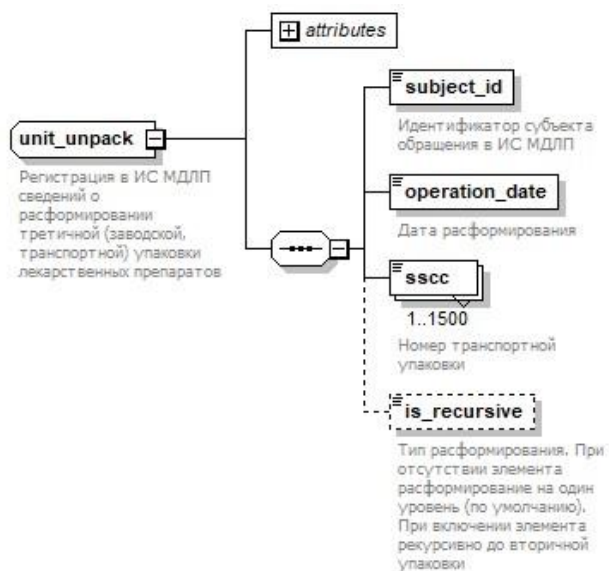 attributes
unit_unpack
Регистрация в ИС МДЛП
сведений о
расформировании
третичной (заводской,
транспортной) упаковки
лекарственных препаратов
subject_id
Идентификатор субъекта
обращения в ИС МДЛП
operation_date
Дата расформирования
sscc
1..1500
Номер транспортной
упаковки
is_recursive
Тип расформирования. При
отсутствии элемента
расформирование на один
уровень (по умолчанию).
При включении элемента
рекурсивно до вторичной
упаковки